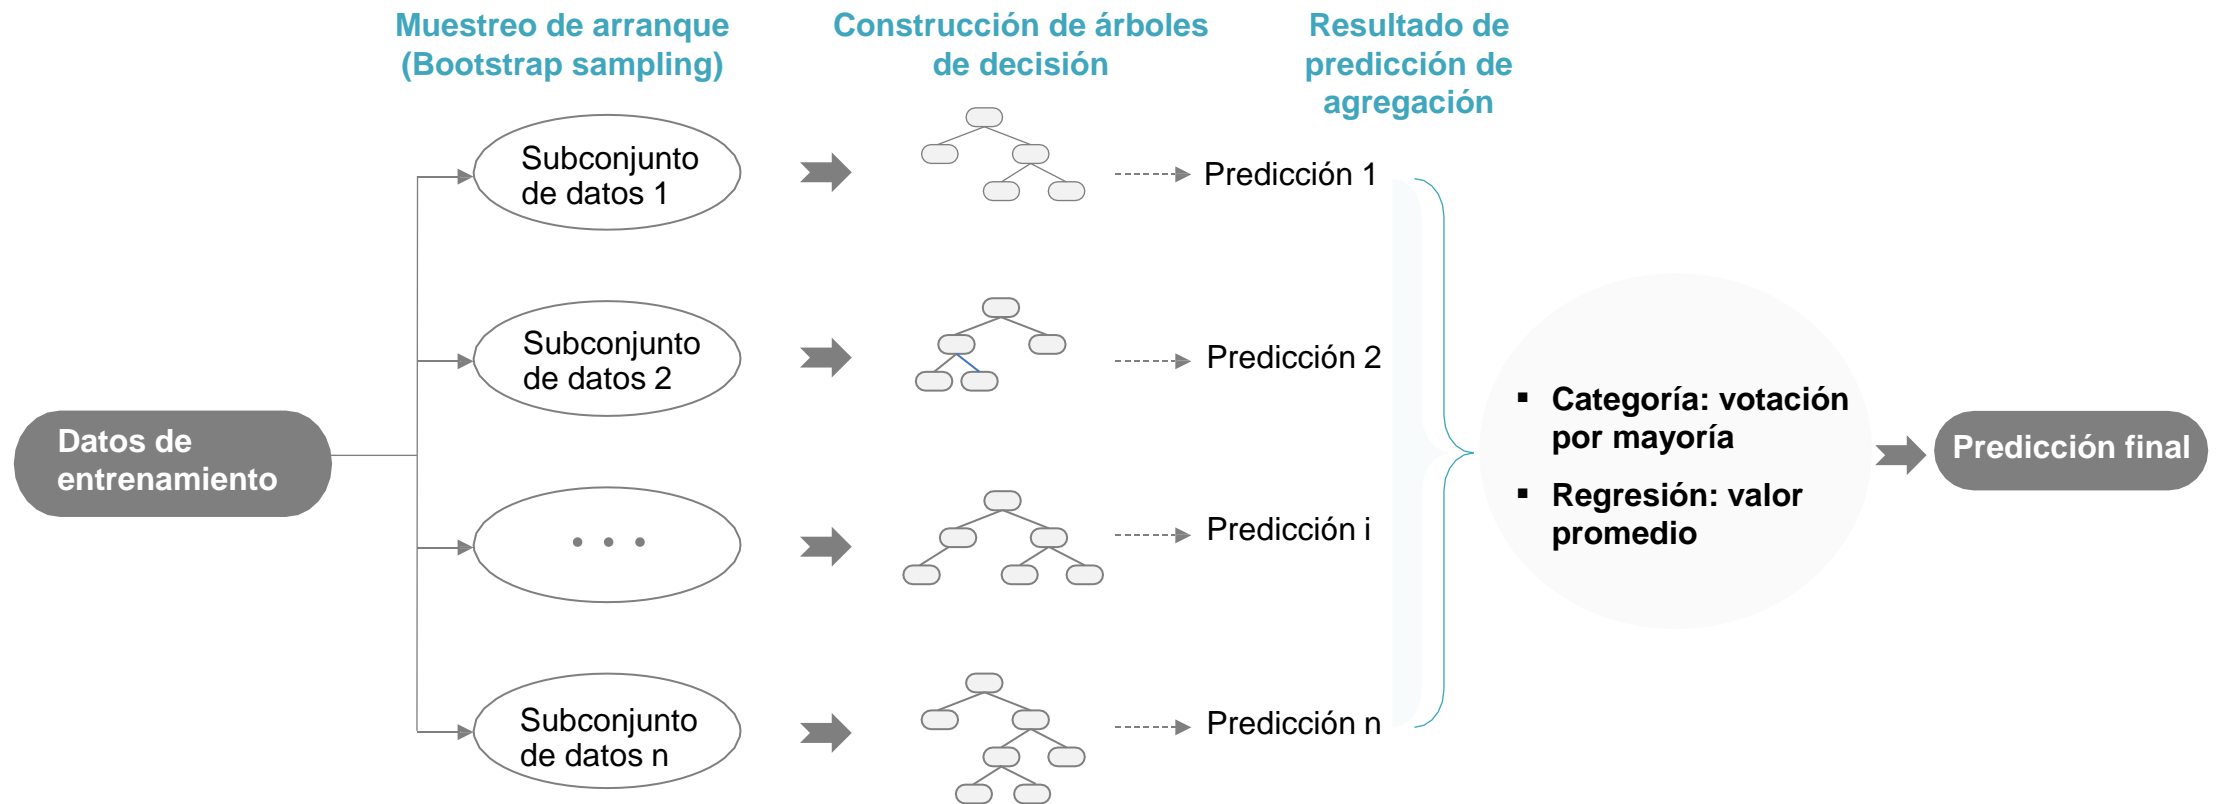 Muestreo de arranque
(Bootstrap sampling)
Construcción de árboles
de decisión
Resultado de
predicción de
agregación
Subconjunto
de datos 1
Predicción 1
Subconjunto
de datos 2
Predicción 2
Datos de
entrenamiento
▪ Categoría: votación
por mayoría
▪ Regresión: valor
promedio
Predicción final
• • •
Predicción i
Subconjunto
de datos n
Predicción n